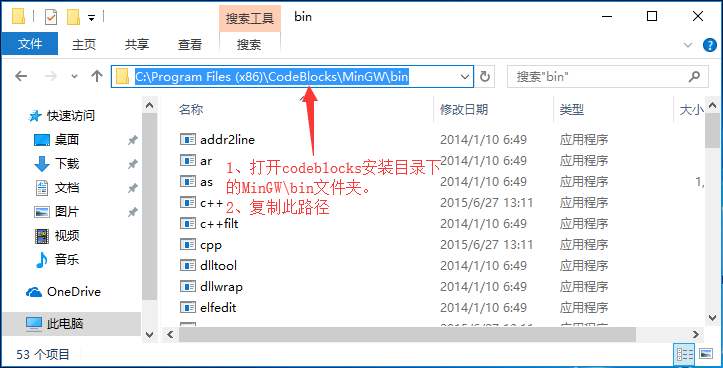 搜索工具
bin
文件
主页
共享
查看
搜索
C:\Program Files (x86)\CodeBlocks\MinGW\bin
搜索"bin"
快速访问
桌面
下载
文档
图片
视频
音乐
OneDrive
此电脑
名称 修改日期 类型 大小
addr2line 2014/1/10 6:49 应用程序
ar 2014/1/10 6:49 应用程序
as 2014/1/10 6:49 应用程序 1,
c++ 2015/6/27 13:11 应用程序
c++filt 2014/1/10 6:49 应用程序
cpp 2015/6/27 13:11 应用程序
dlltool 2014/1/10 6:49 应用程序
dllwrap 2014/1/10 6:49 应用程序
elfedit 2014/1/10 6:49 应用程序
1、打开codeblocks安装目录下
的MinGW\bin文件夹。
2、复制此路径
53 个项目